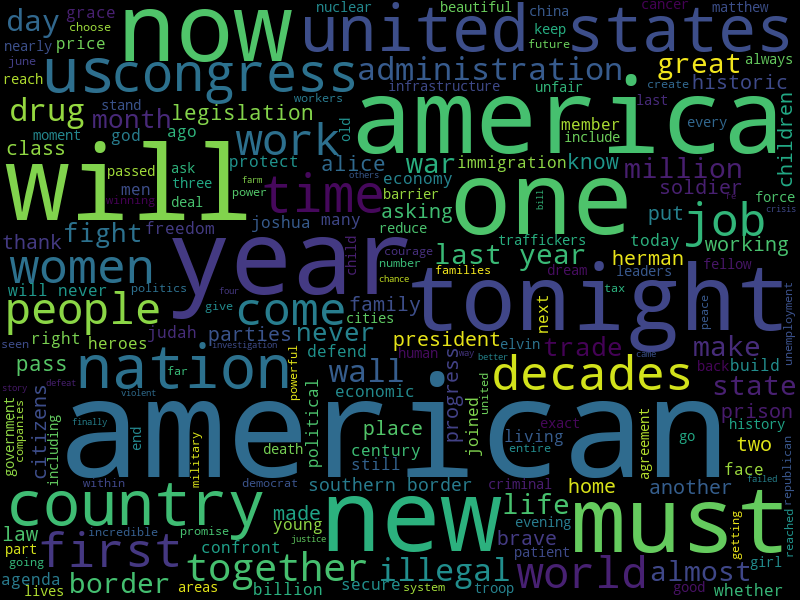 day grace nuclear beautiful china cancer matthew
choose now united states keep
nearly price future
june us congress administration great historic always
reach infrastructure unfair create
drug stand workers america last
month legislation member every children
moment god ago work old include
class protect alice war immigration know million
will passed ask economy soldier
men three power farm others barrier one bill fe crisis
winning deal time asking put job force
thank fight freedom joshua many reduce traffickers today working
women year child courage last year herman fellow
number families dream leaders
will never politics four chance tonight tax peace unemployment
people give come family cities next
right heroes judah parties never president elvin trade make
seen investigation defend human way better came back build
pass nation far powerful wall progress united decades state
story defeat violent economic prison
government companies citizens american political joined exact agreement history
finally death place living go two
including end military century still entire face republican
within democrat southern border criminal home another failed
country incredible made new life must reached
law promise young justice evening brave getting
part first confront patient girl
going together illegal world almost
agenda border areas billion secure troop good whether
lives system